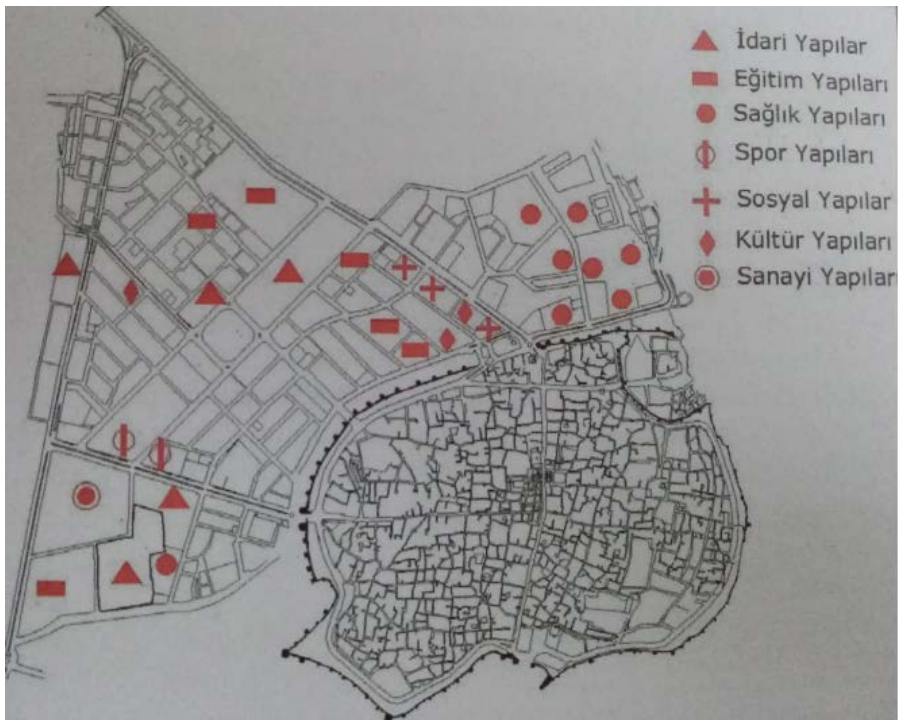 İdari Yapılar
Eğitim Yapıları
Sağlık Yapıları
Spor Yapıları
Sosyal Yapılar
Kültür Yapıları
Sanayi Yapıları